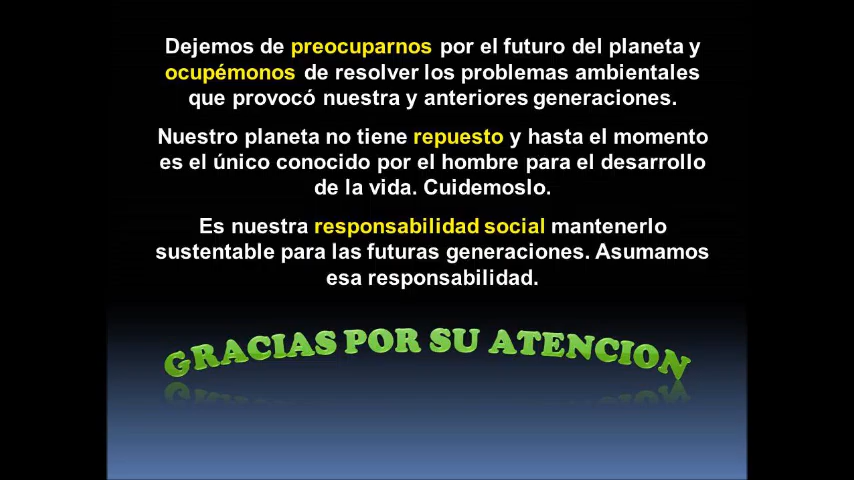 Dejemos de preocuparnos por el futuro del planeta y
ocupémonos de resolver los problemas ambientales
que provocó nuestra y anteriores generaciones.
Nuestro planeta no tiene repuesto y hasta el momento
es el único conocido por el hombre para el desarrollo
de la vida. Cuidemoslo.
Es nuestra responsabilidad social mantenerlo
sustentable para las futuras generaciones. Asumamos
esa responsabilidad.
GRACIAS POR SU ATENCION